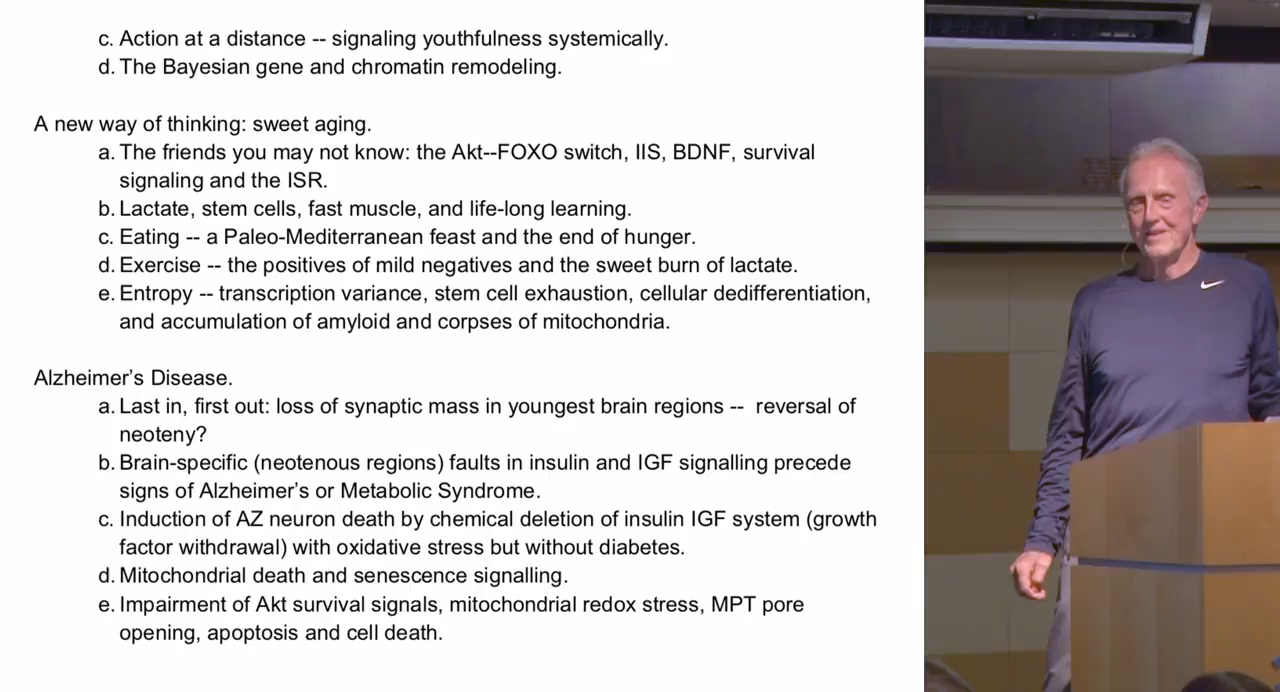 c. Action at a distance -- signaling youthfulness systemically.
d. The Bayesian gene and chromatin remodeling.
A new way of thinking: sweet aging.
a. The friends you may not know: the Akt--FOXO switch, IIS, BDNF, survival
signaling and the ISR.
b. Lactate, stem cells, fast muscle, and life-long learning.
c. Eating -- a Paleo-Mediterranean feast and the end of hunger.
d. Exercise -- the positives of mild negatives and the sweet burn of lactate.
e. Entropy -- transcription variance, stem cell exhaustion, cellular dedifferentiation,
and accumulation of amyloid and corpses of mitochondria.
Alzheimer’s Disease.
a. Last in, first out: loss of synaptic mass in youngest brain regions -- reversal of
neoteny?
b. Brain-specific (neotenous regions) faults in insulin and IGF signalling precede
signs of Alzheimer’s or Metabolic Syndrome.
c. Induction of AZ neuron death by chemical deletion of insulin IGF system (growth
factor withdrawal) with oxidative stress but without diabetes.
d. Mitochondrial death and senescence signalling.
e. Impairment of Akt survival signals, mitochondrial redox stress, MPT pore
opening, apoptosis and cell death.